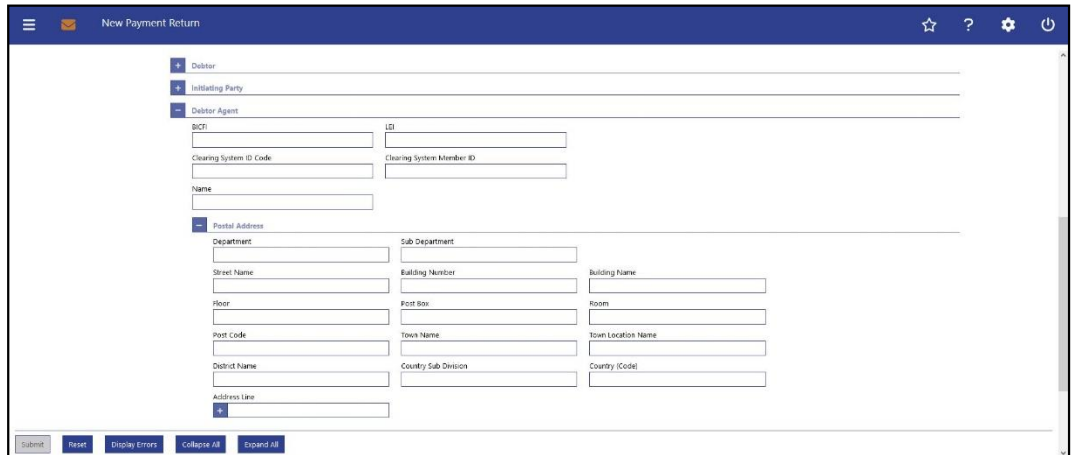 New Payment Return
?
+ Debtor
+ Initiating Party
− Debtor Agent
BICFI LEI
Clearing System ID Code Clearing System Member ID
Name
− Postal Address
Department Sub Department
Street Name Building Number Building Name
Floor Post Box Room
Post Code Town Name Town Location Name
District Name Country Sub Division Country (Code)
Address Line
+
Submit Reset Display Errors Collapse All Expand All